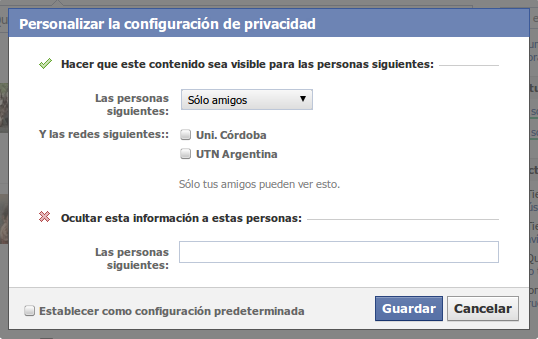 Personalizar la configuración de privacidad
Hacer que este contenido sea visible para las personas siguientes:
Las personas
siguientes:
Sólo amigos
Y las redes siguientes::
Uni. Córdoba
UTN Argentina
Sólo tus amigos pueden ver esto.
Ocultar esta información a estas personas:
Las personas
siguientes:
Establecer como configuración predeterminada
Guardar
Cancelar